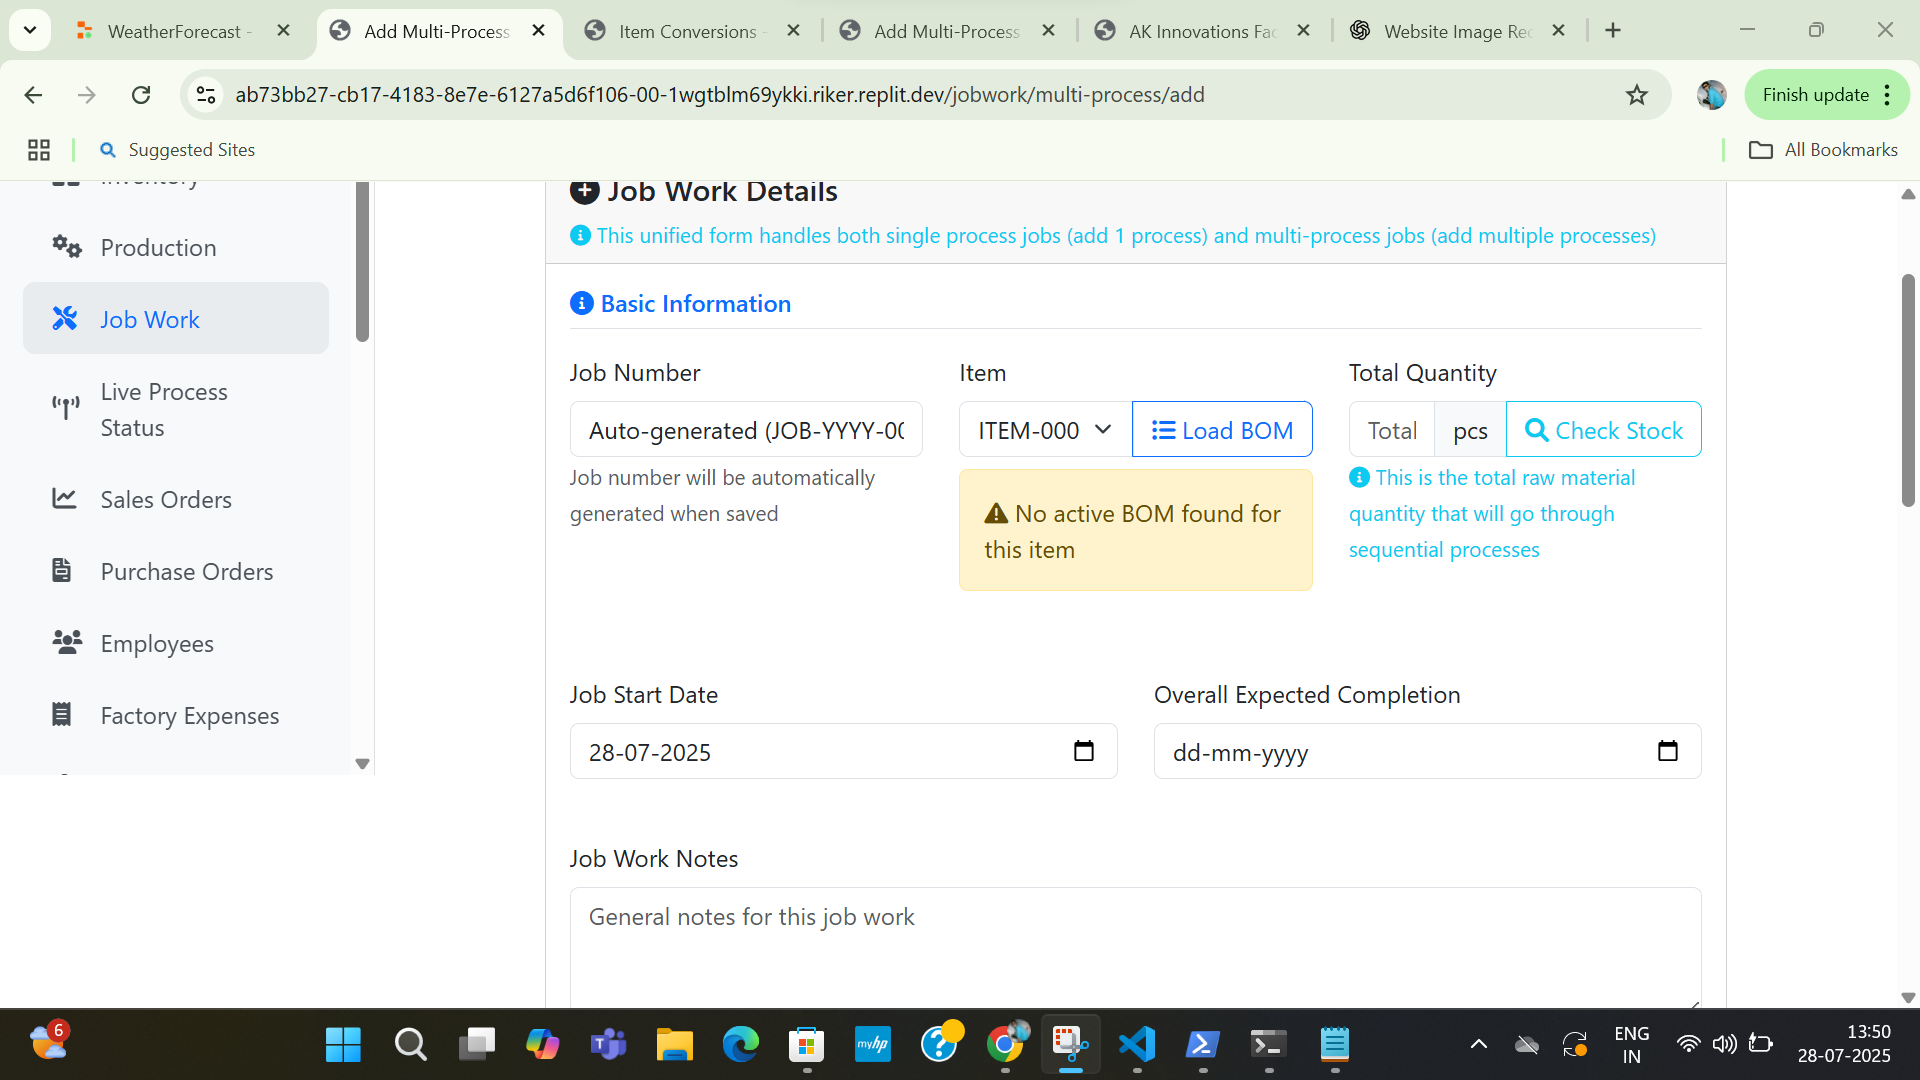 WeatherForecast -
Add Multi-Process
Item Conversions -
Add Multi-Process
AK Innovations Fac
Website Image Rec
ab73bb27-cb17-4183-8e7e-6127a5d6f106-00-1wgtblm69ykki.riker.replit.dev/jobwork/multi-process/add
Finish update
Suggested Sites
All Bookmarks
Inventory
Production
Job Work
Live Process
Status
Sales Orders
Purchase Orders
Employees
Factory Expenses
Job Work Details
This unified form handles both single process jobs (add 1 process) and multi-process jobs (add multiple processes)
Basic Information
Job Number
Auto-generated (JOB-YYYY-00
Job number will be automatically
generated when saved
Item
ITEM-000
Load BOM
No active BOM found for
this item
Total Quantity
Total
pcs
Check Stock
This is the total raw material
quantity that will go through
sequential processes
Job Start Date
28-07-2025
Overall Expected Completion
dd-mm-yyyy
Job Work Notes
General notes for this job work
6
myhp
ENG
IN
13:50
28-07-2025